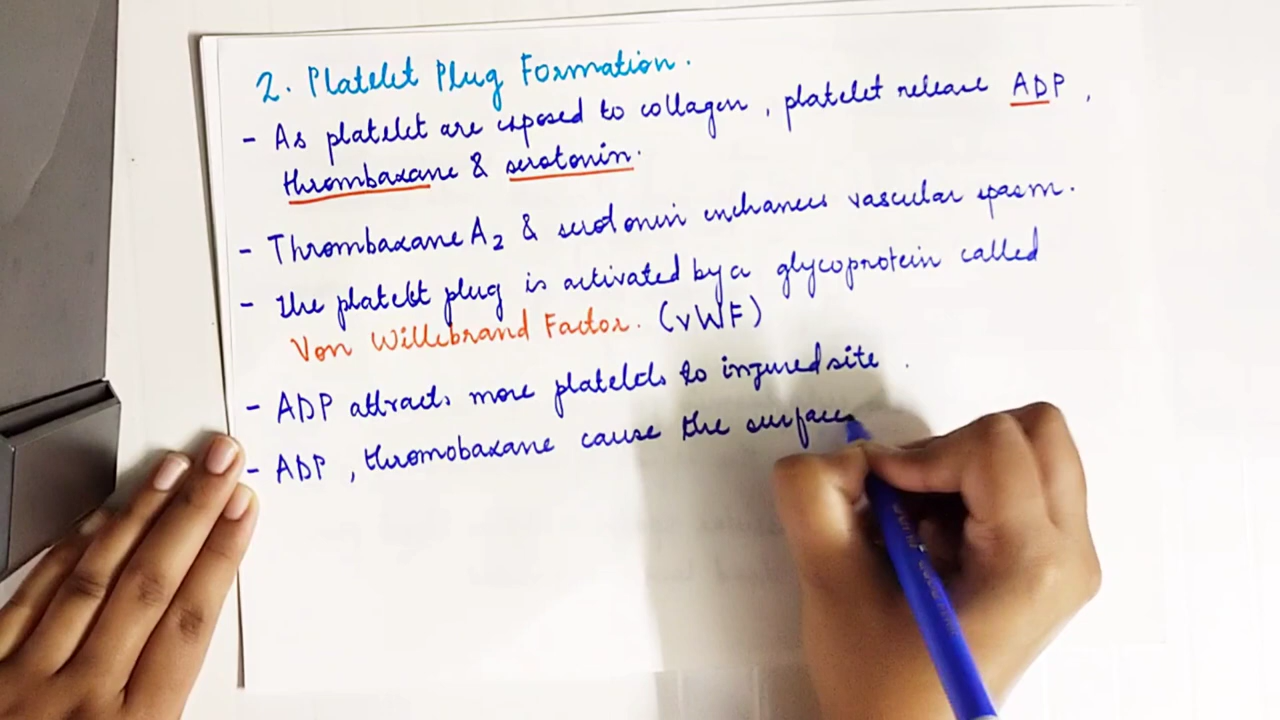 2. Platelet Plug Formation.
- As platelet are exposed to collagen, platelet release ADP,
thrombaxane & serotonin.
- Thrombaxane A2 & serotonin enchances vascular spasm.
- the platelet plug is activated by a glycoprotein called
Von Willebrand Factor. (vWF)
- ADP attracts more platelets to injured site.
- ADP, thromobaxane cause the surfaces